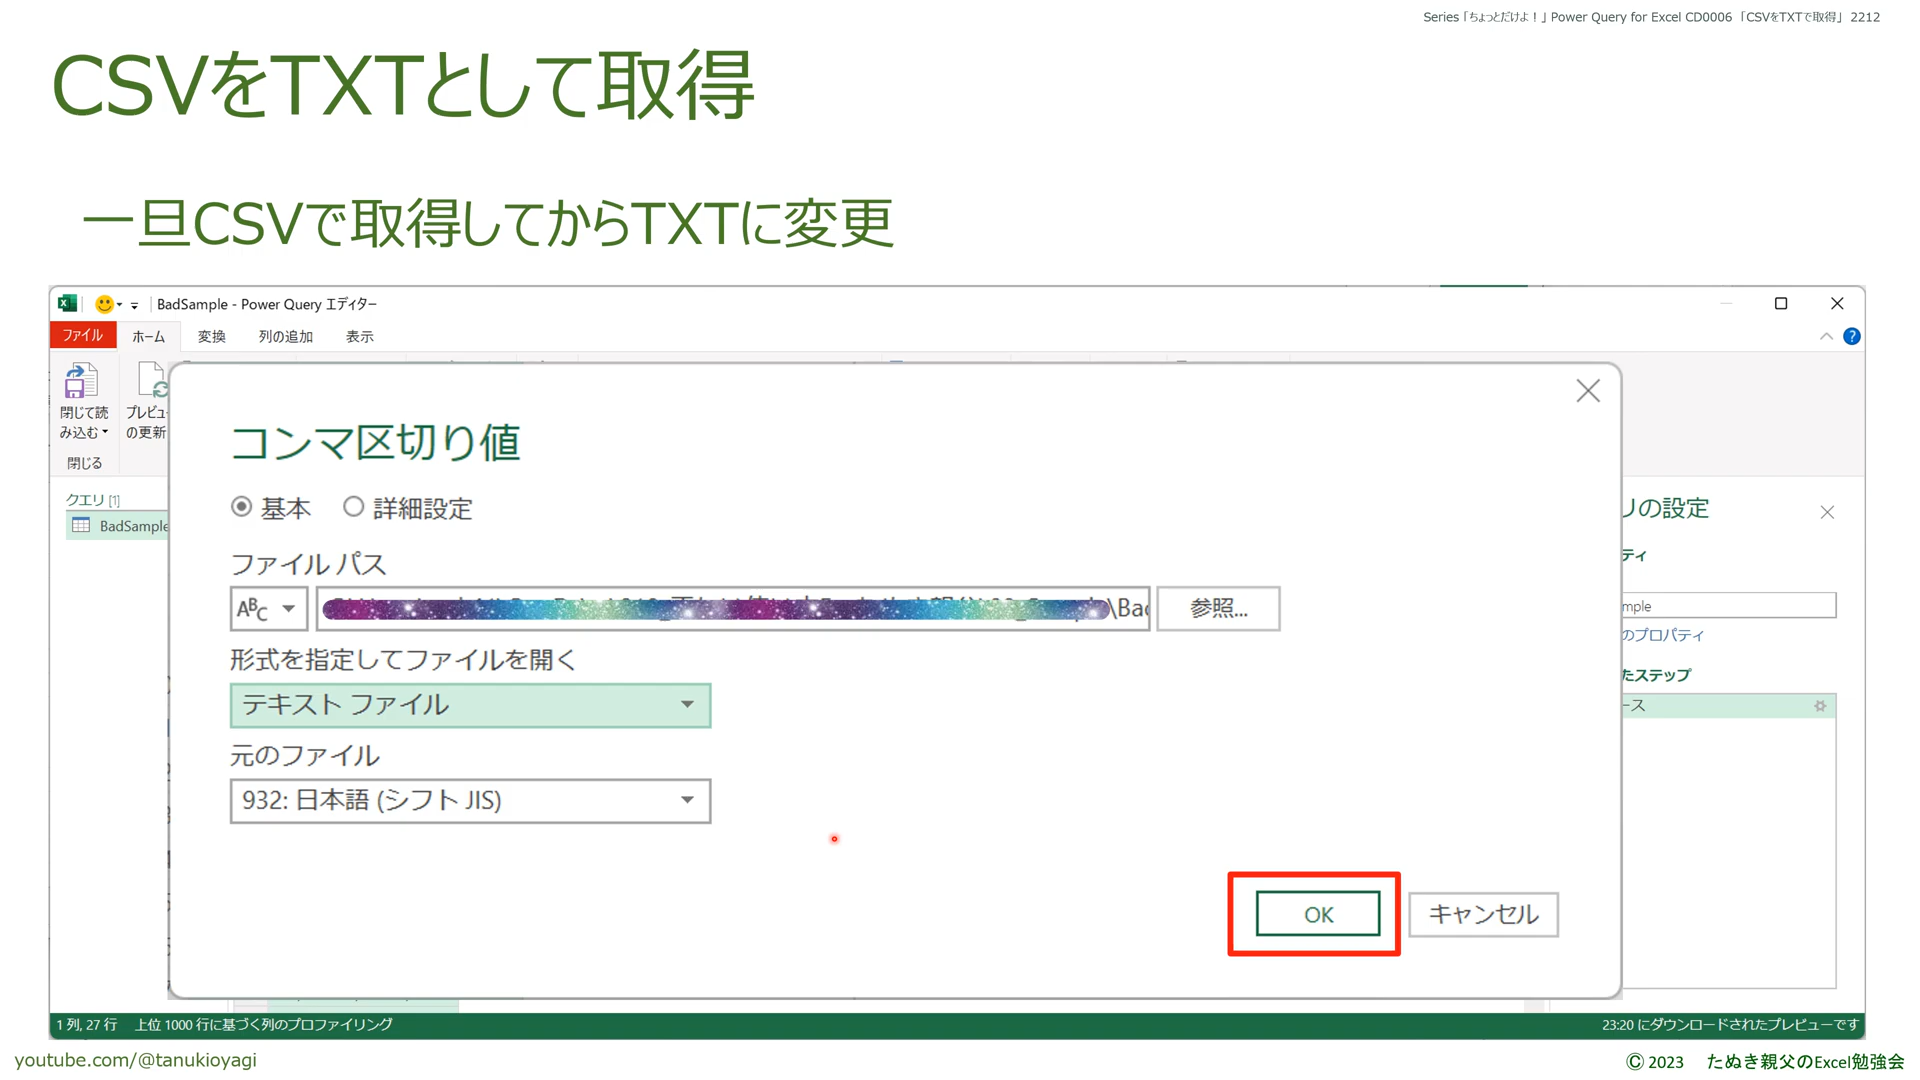 Series「ちょっとだけよ！」Power Query for Excel CD0006「CSVをTXTで取得」 2212
CSVをTXTとして取得
一旦CSVで取得してからTXTに変更
BadSample - Power Query エディター
ファイル ホーム 変換 列の追加 表示
閉じて読み込む
プレビュ
の更新
閉じる
クエリ [1]
BadSample
コンマ区切り値
基本 詳細設定
ファイル パス
ABC \Bad 参照...
形式を指定してファイルを開く
テキスト ファイル
元のファイル
932: 日本語 (シフト JIS)
OK キャンセル
リの設定
ティ
mple
のプロパティ
たステップ
ース
1 列, 27 行 上位 1000 行に基づく列のプロファイリング
23:20 にダウンロードされたプレビューです
youtube.com/@tanukioyagi
© 2023 たぬき親父のExcel勉強会